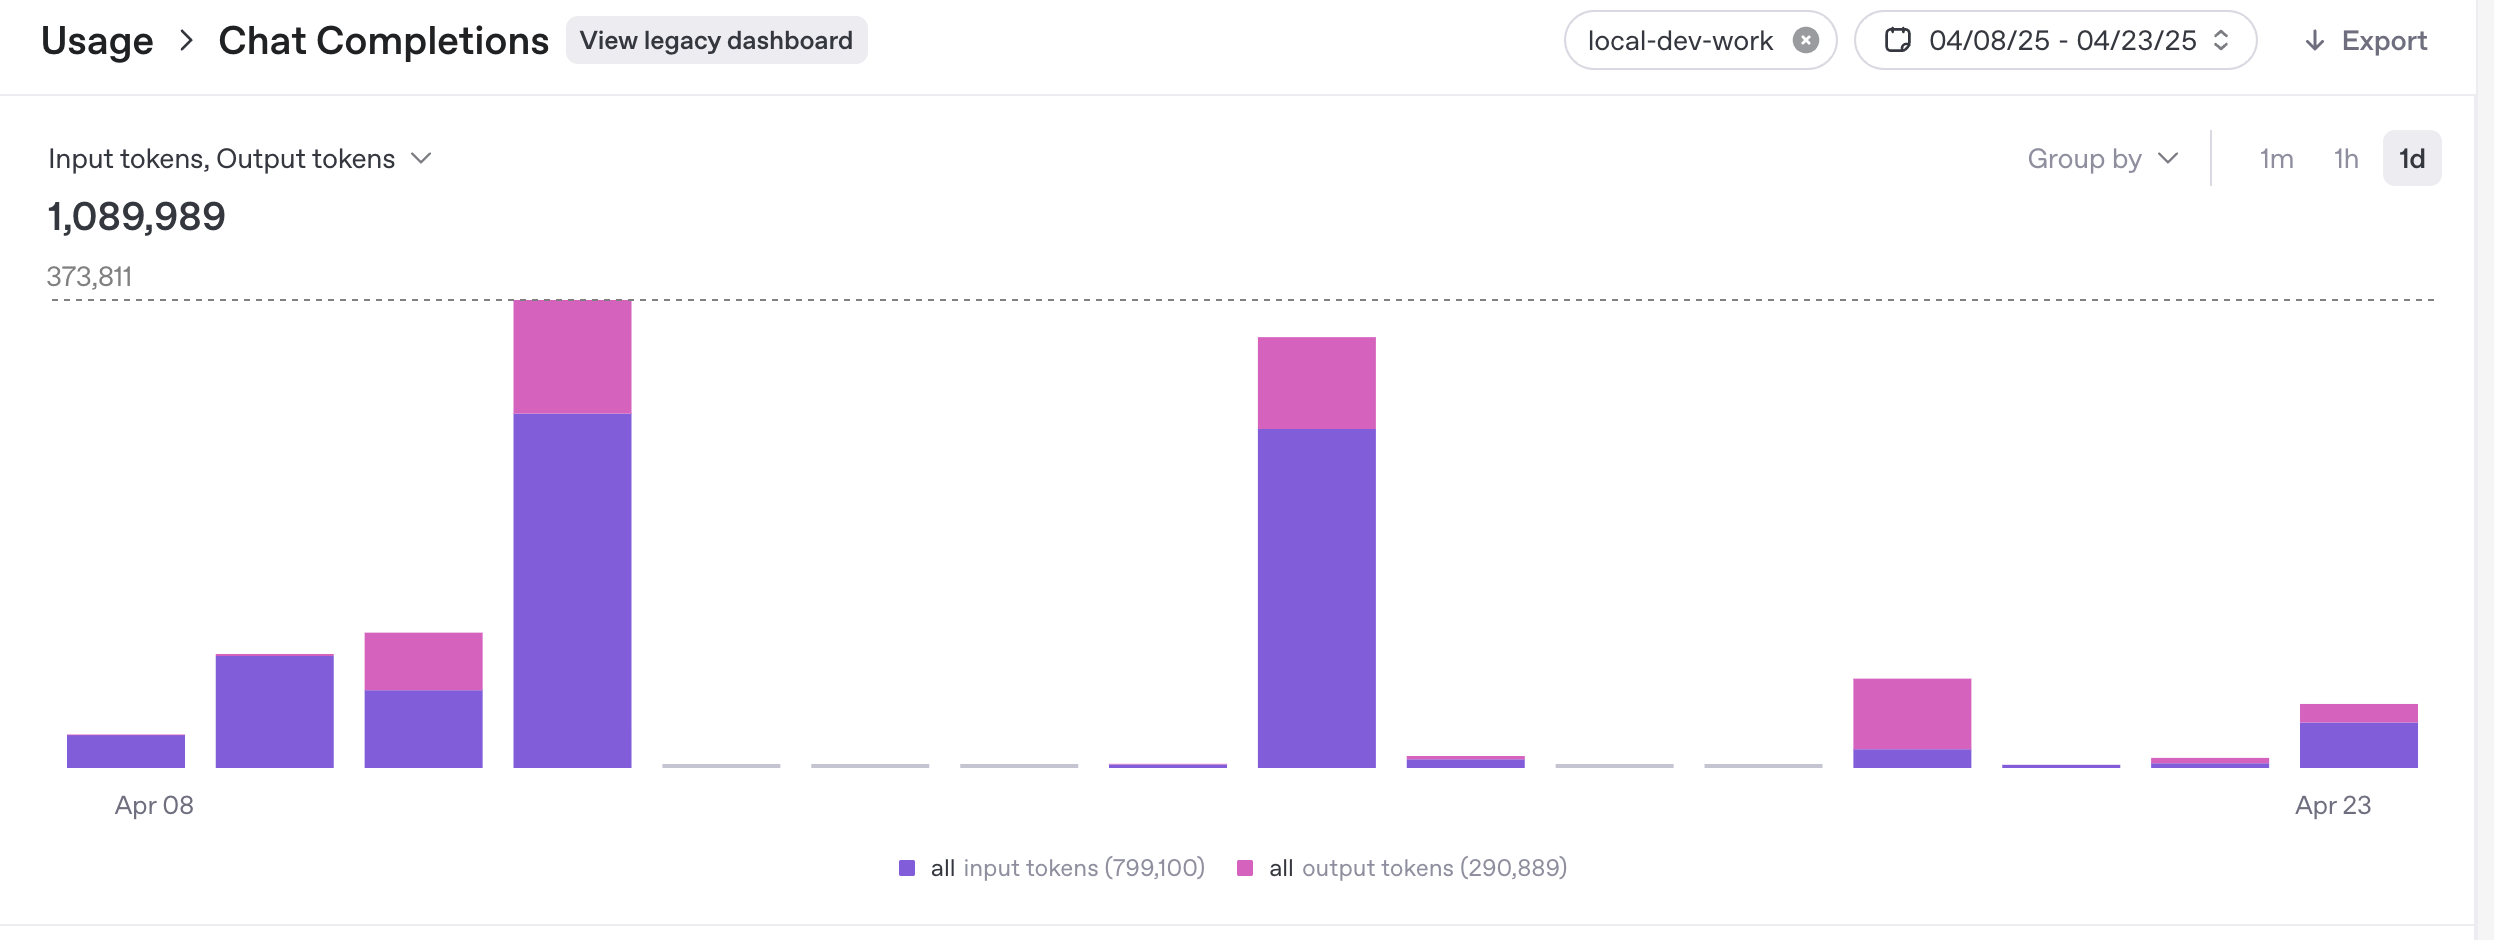 Usage > Chat Completions View legacy dashboard local-dev-work 04/08/25 - 04/23/25 Export
Input tokens, Output tokens Group by 1m 1h 1d
1,089,989
373,811
Apr 08 Apr 23
all input tokens (799,100) all output tokens (290,889)